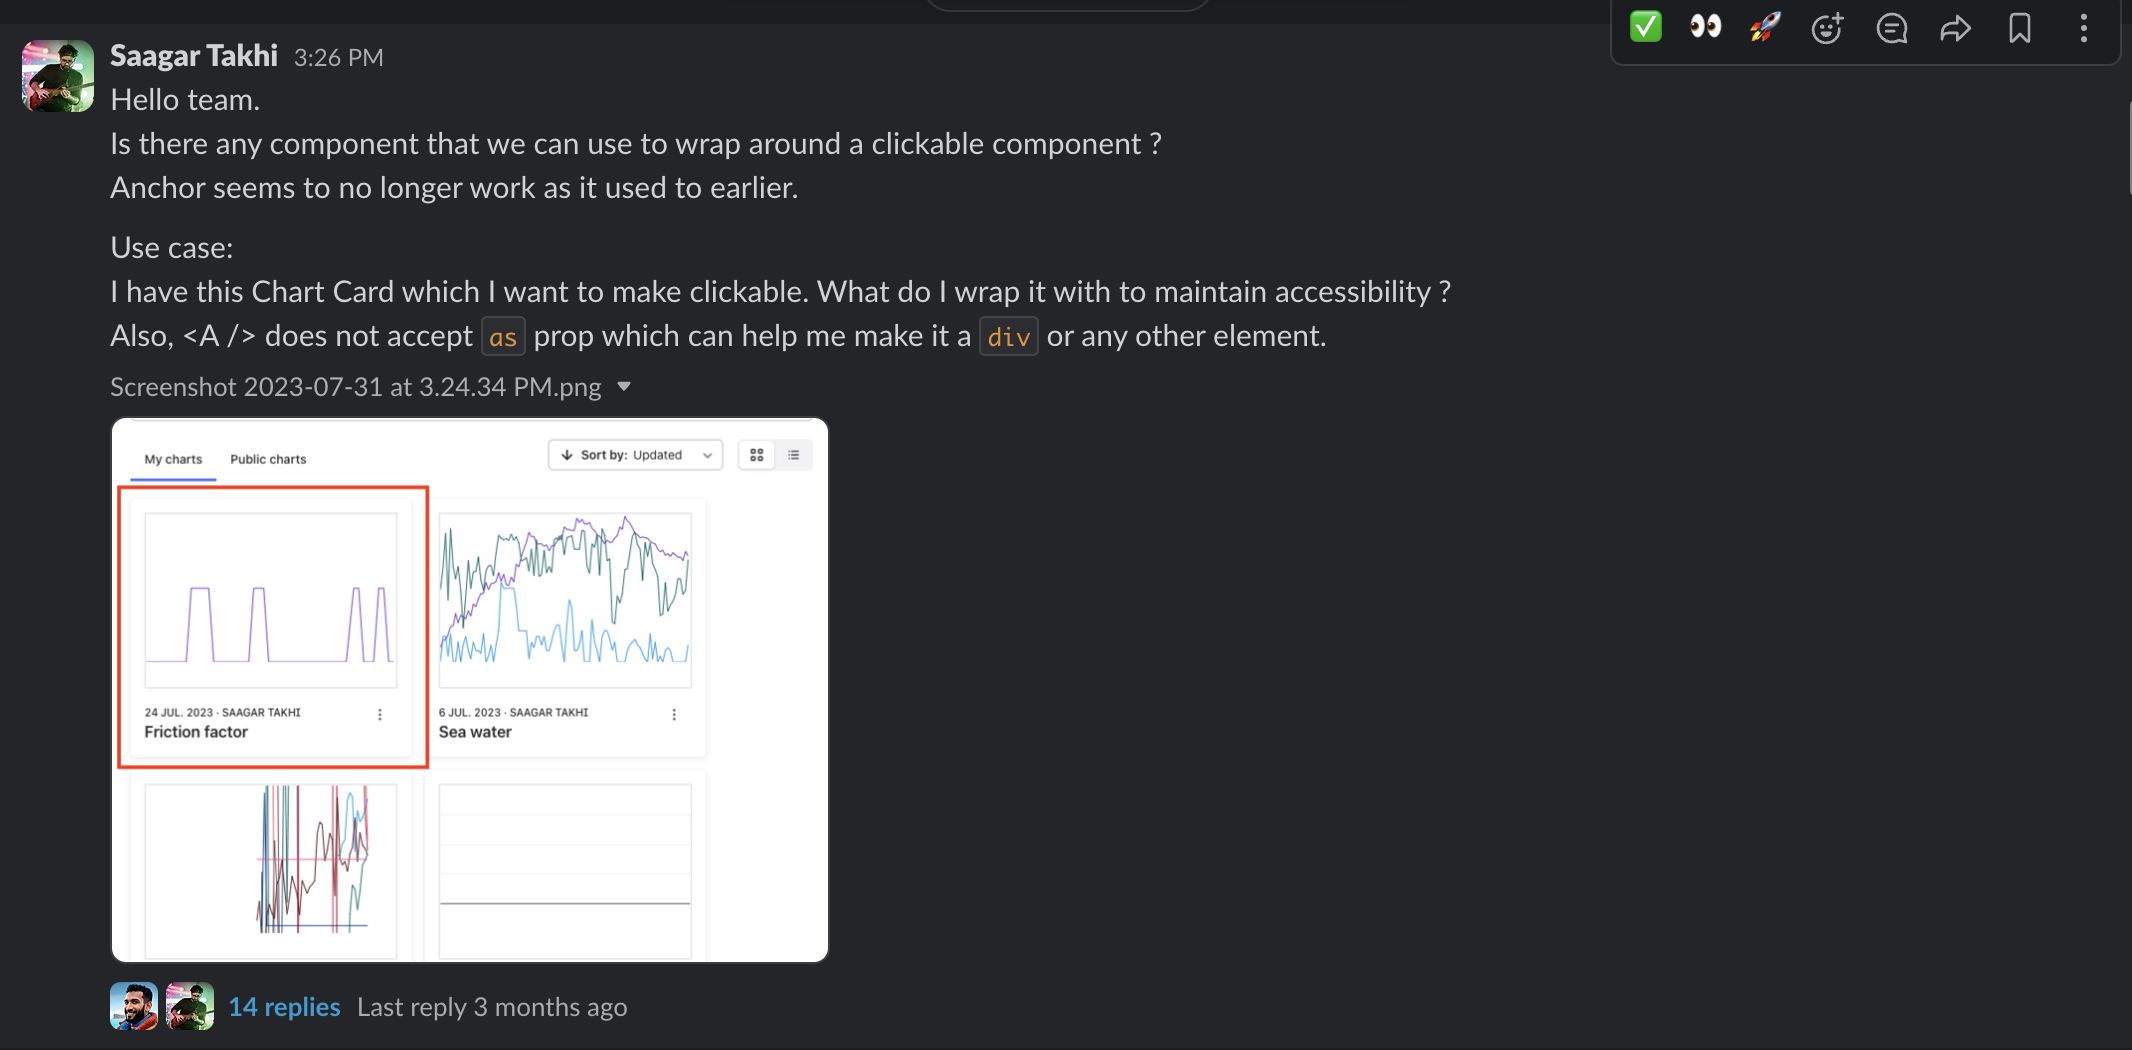 Saagar Takhi 3:26 PM
Hello team.
Is there any component that we can use to wrap around a clickable component ?
Anchor seems to no longer work as it used to earlier.
Use case:
I have this Chart Card which I want to make clickable. What do I wrap it with to maintain accessibility ?
Also, <A /> does not accept as prop which can help me make it a div or any other element.
Screenshot 2023-07-31 at 3.24.34 PM.png
My charts Public charts Sort by: Updated
24 JUL. 2023 · SAAGAR TAKHI
Friction factor
6 JUL. 2023 · SAAGAR TAKHI
Sea water
14 replies Last reply 3 months ago